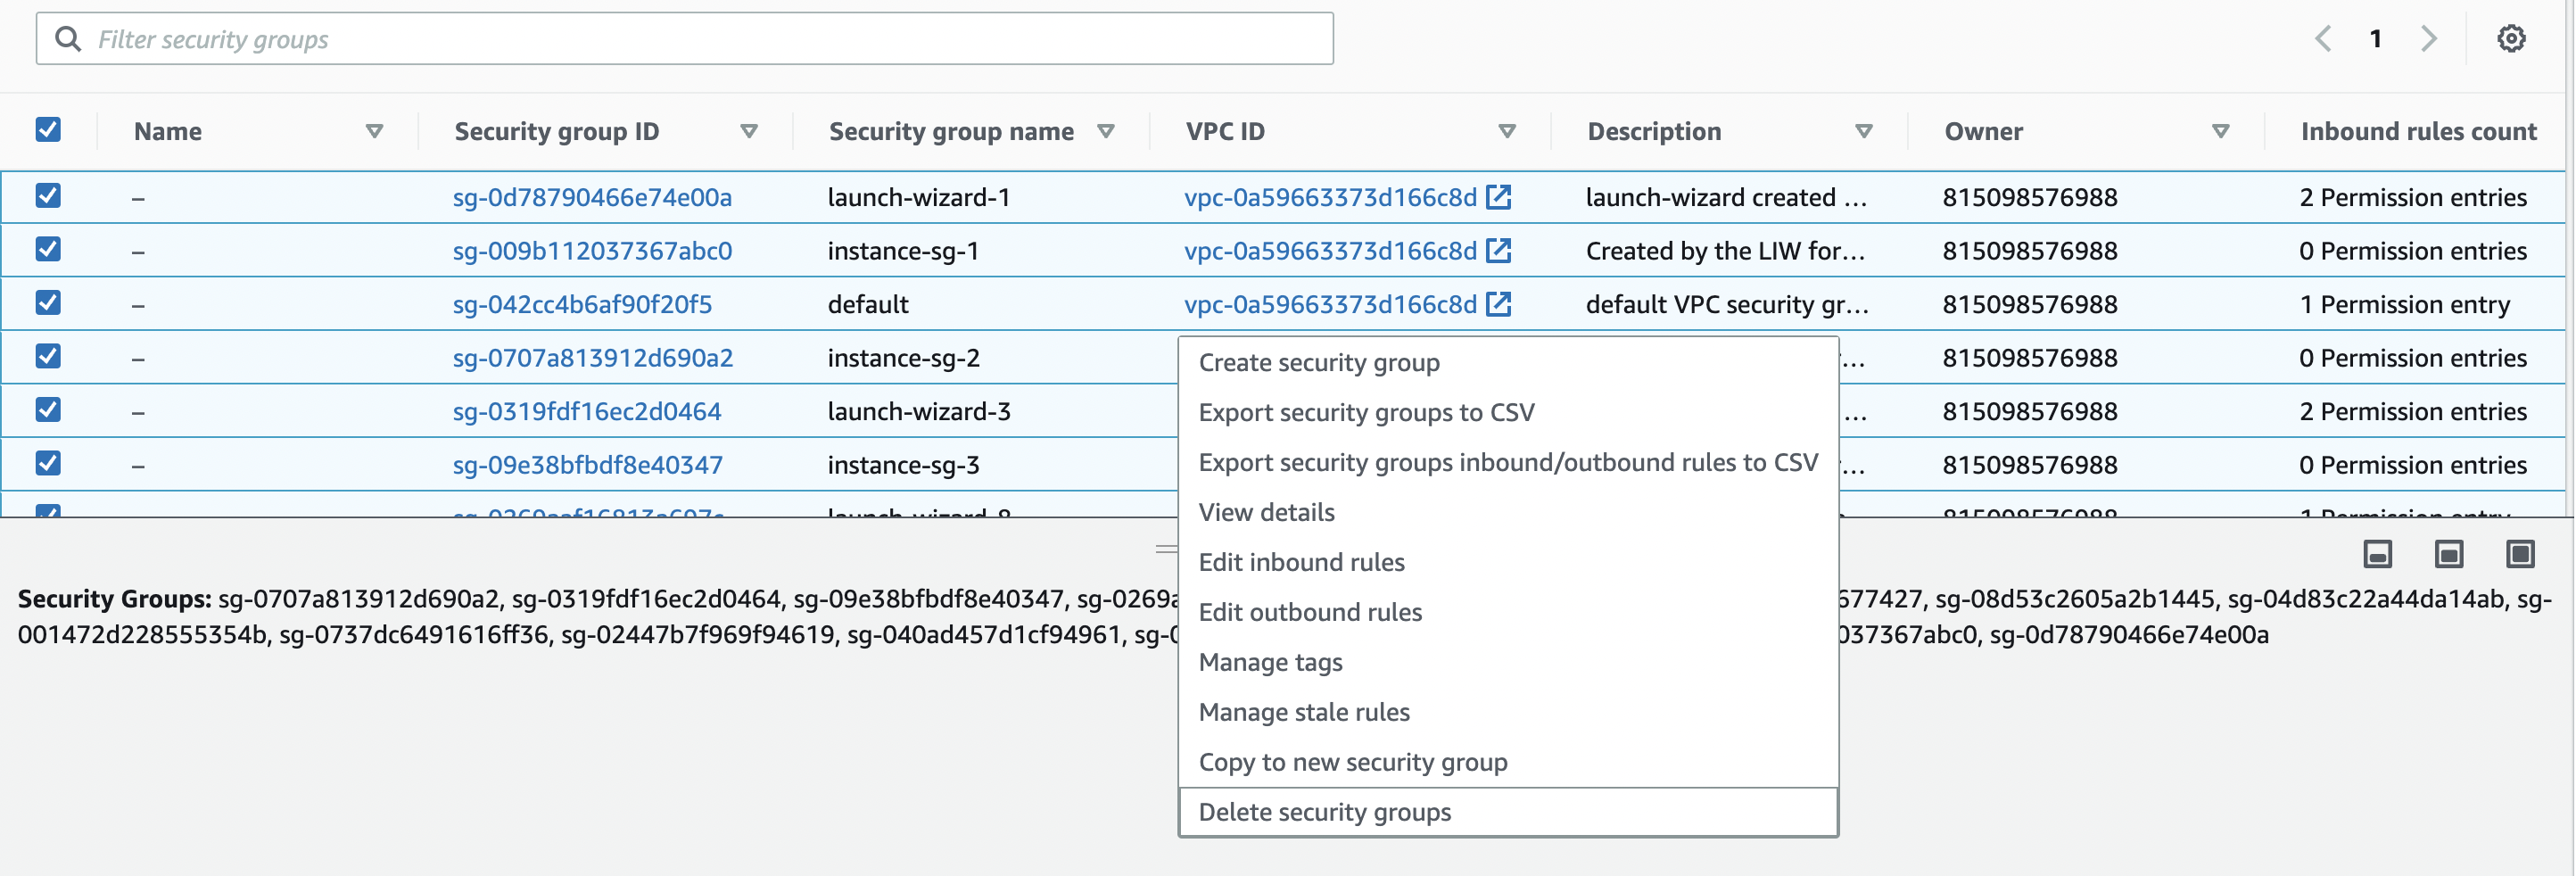 Filter security groups
1
Name Security group ID Security group name VPC ID Description Owner Inbound rules count
– sg-0d78790466e74e00a launch-wizard-1 vpc-0a59663373d166c8d launch-wizard created ... 815098576988 2 Permission entries
– sg-009b112037367abc0 instance-sg-1 vpc-0a59663373d166c8d Created by the LIW for... 815098576988 0 Permission entries
– sg-042cc4b6af90f20f5 default vpc-0a59663373d166c8d default VPC security gr... 815098576988 1 Permission entry
– sg-0707a813912d690a2 instance-sg-2 ... 815098576988 0 Permission entries
– sg-0319fdf16ec2d0464 launch-wizard-3 ... 815098576988 2 Permission entries
– sg-09e38bfbdf8e40347 instance-sg-3 ... 815098576988 0 Permission entries
launch-wizard-8 815098576988 1 Permission entry
Create security group
Export security groups to CSV
Export security groups inbound/outbound rules to CSV
View details
Edit inbound rules
Edit outbound rules
Manage tags
Manage stale rules
Copy to new security group
Delete security groups
Security Groups: sg-0707a813912d690a2, sg-0319fdf16ec2d0464, sg-09e38bfbdf8e40347, sg-0269a 677427, sg-08d53c2605a2b1445, sg-04d83c22a44da14ab, sg-
001472d228555354b, sg-0737dc6491616ff36, sg-02447b7f969f94619, sg-040ad457d1cf94961, sg-0 037367abc0, sg-0d78790466e74e00a